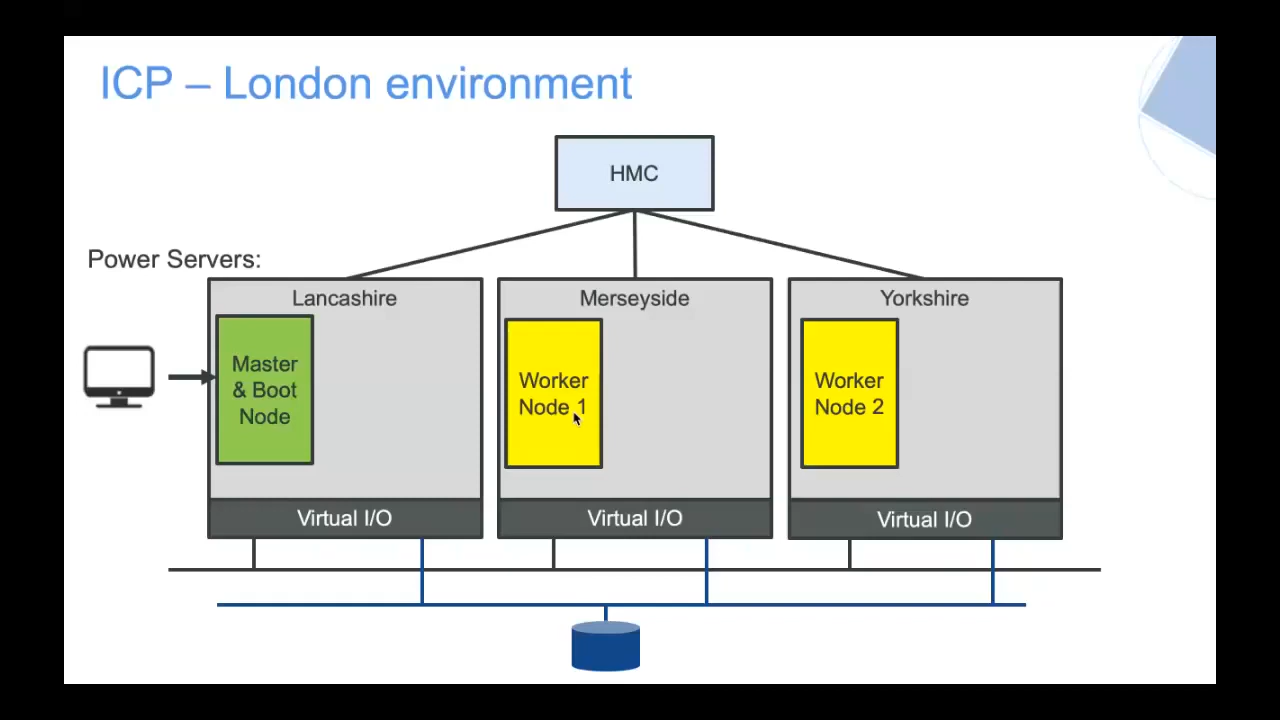 ICP – London environment
HMC
Power Servers:
Lancashire
Merseyside
Yorkshire
Master
& Boot
Node
Worker
Node 1
Worker
Node 2
Virtual I/O
Virtual I/O
Virtual I/O